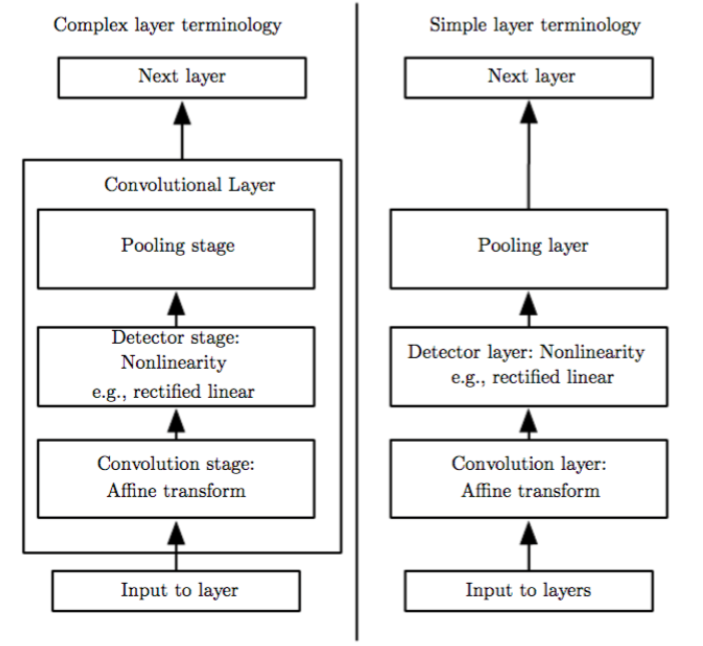 Complex layer terminology
Next layer
Convolutional Layer
Pooling stage
Detector stage:
Nonlinearity
e.g., rectified linear
Convolution stage:
Affine transform
Input to layer
Simple layer terminology
Next layer
Pooling layer
Detector layer: Nonlinearity
e.g., rectified linear
Convolution layer:
Affine transform
Input to layers